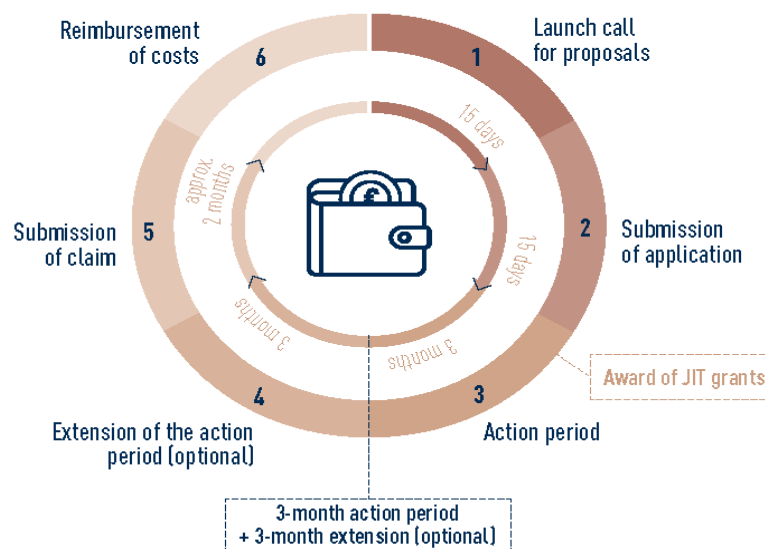 1
Launch call
for proposals
15 days
2
Submission
of application
15 days
Award of JIT grants
3
Action period
3 months
3-month action period
+ 3-month extension (optional)
4
Extension of the action
period (optional)
3 months
5
Submission
of claim
approx.
2 months
6
Reimbursement
of costs
€